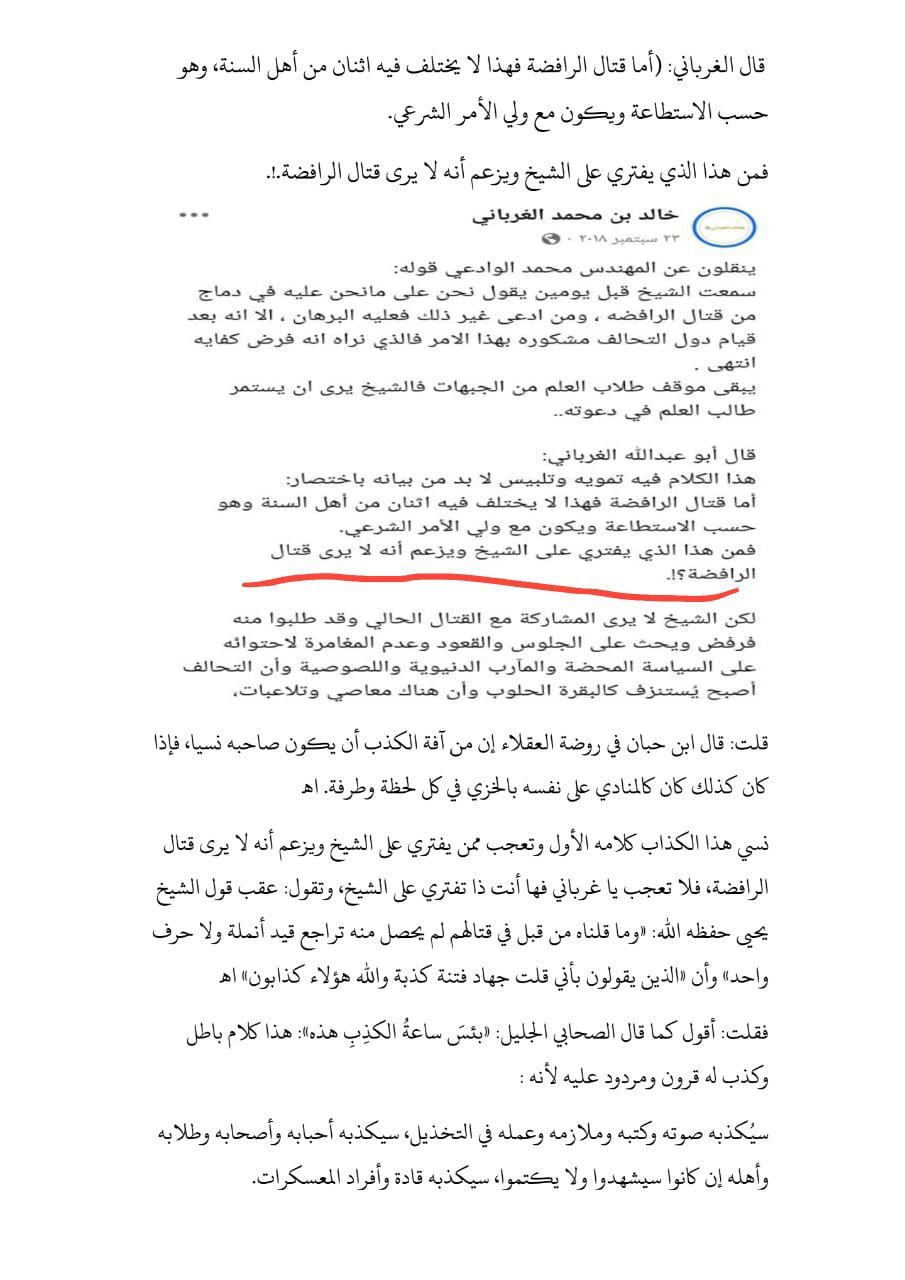 قال الغرباني: (أما قتال الرافضة فهذا لا يختلف فيه اثنان من أهل السنة، وهو
حسب الاستطاعة ويكون مع ولي الأمر الشرعي.
فمن هذا الذي يفتري على الشيخ ويزعم أنه لا يرى قتال الرافضة.!.
خالد بن محمد الغرباني
٢٣ سبتمبر ٢٠١٨ ·
ينقلون عن المهندس محمد الوادعي قوله:
سمعت الشيخ قبل يومين يقول نحن على مانحن عليه في دماج
من قتال الرافضه ، ومن ادعى غير ذلك فعليه البرهان ، الا انه بعد
قيام دول التحالف مشكوره بهذا الامر فالذي نراه انه فرض كفايه
انتهى .
يبقى موقف طلاب العلم من الجبهات فالشيخ يرى ان يستمر
طالب العلم في دعوته..
قال أبو عبدالله الغرباني:
هذا الكلام فيه تمويه وتلبيس لا بد من بيانه باختصار:
أما قتال الرافضة فهذا لا يختلف فيه اثنان من أهل السنة وهو
حسب الاستطاعة ويكون مع ولي الأمر الشرعي.
فمن هذا الذي يفتري على الشيخ ويزعم أنه لا يرى قتال
الرافضة؟!.
لكن الشيخ لا يرى المشاركة مع القتال الحالي وقد طلبوا منه
فرفض ويحث على الجلوس والقعود وعدم المغامرة لاحتوائه
على السياسة المحضة والمآرب الدنيوية واللصوصية وأن التحالف
أصبح يُستنزف كالبقرة الحلوب وأن هناك معاصي وتلاعبات،
قلت: قال ابن حبان في روضة العقلاء إن من آفة الكذب أن يكون صاحبه نسيا، فإذا
كان كذلك كان كالمنادي على نفسه بالخزي في كل لحظة وطرفة. اهـ
نسي هذا الكذاب كلامه الأول وتعجب ممن يفتري على الشيخ ويزعم أنه لا يرى قتال
الرافضة، فلا تعجب يا غرباني فها أنت ذا تفتري على الشيخ، وتقول: عقب قول الشيخ
يحيى حفظه الله: «وما قلناه من قبل في قتالهم لم يحصل منه تراجع قيد أنملة ولا حرف
واحد» وأن «الذين يقولون بأني قلت جهاد فتنة كذبة والله هؤلاء كذابون» اهـ
فقلت: أقول كما قال الصحابي الجليل: «بئسَ ساعةُ الكذِبِ هذه»: هذا كلام باطل
وكذب له قرون ومردود عليه لأنه :
سيُكذبه صوته وكتبه وملازمه وعمله في التخذيل، سيكذبه أحبابه وأصحابه وطلابه
وأهله إن كانوا سيشهدوا ولا يكتموا، سيكذبه قادة وأفراد المعسكرات.